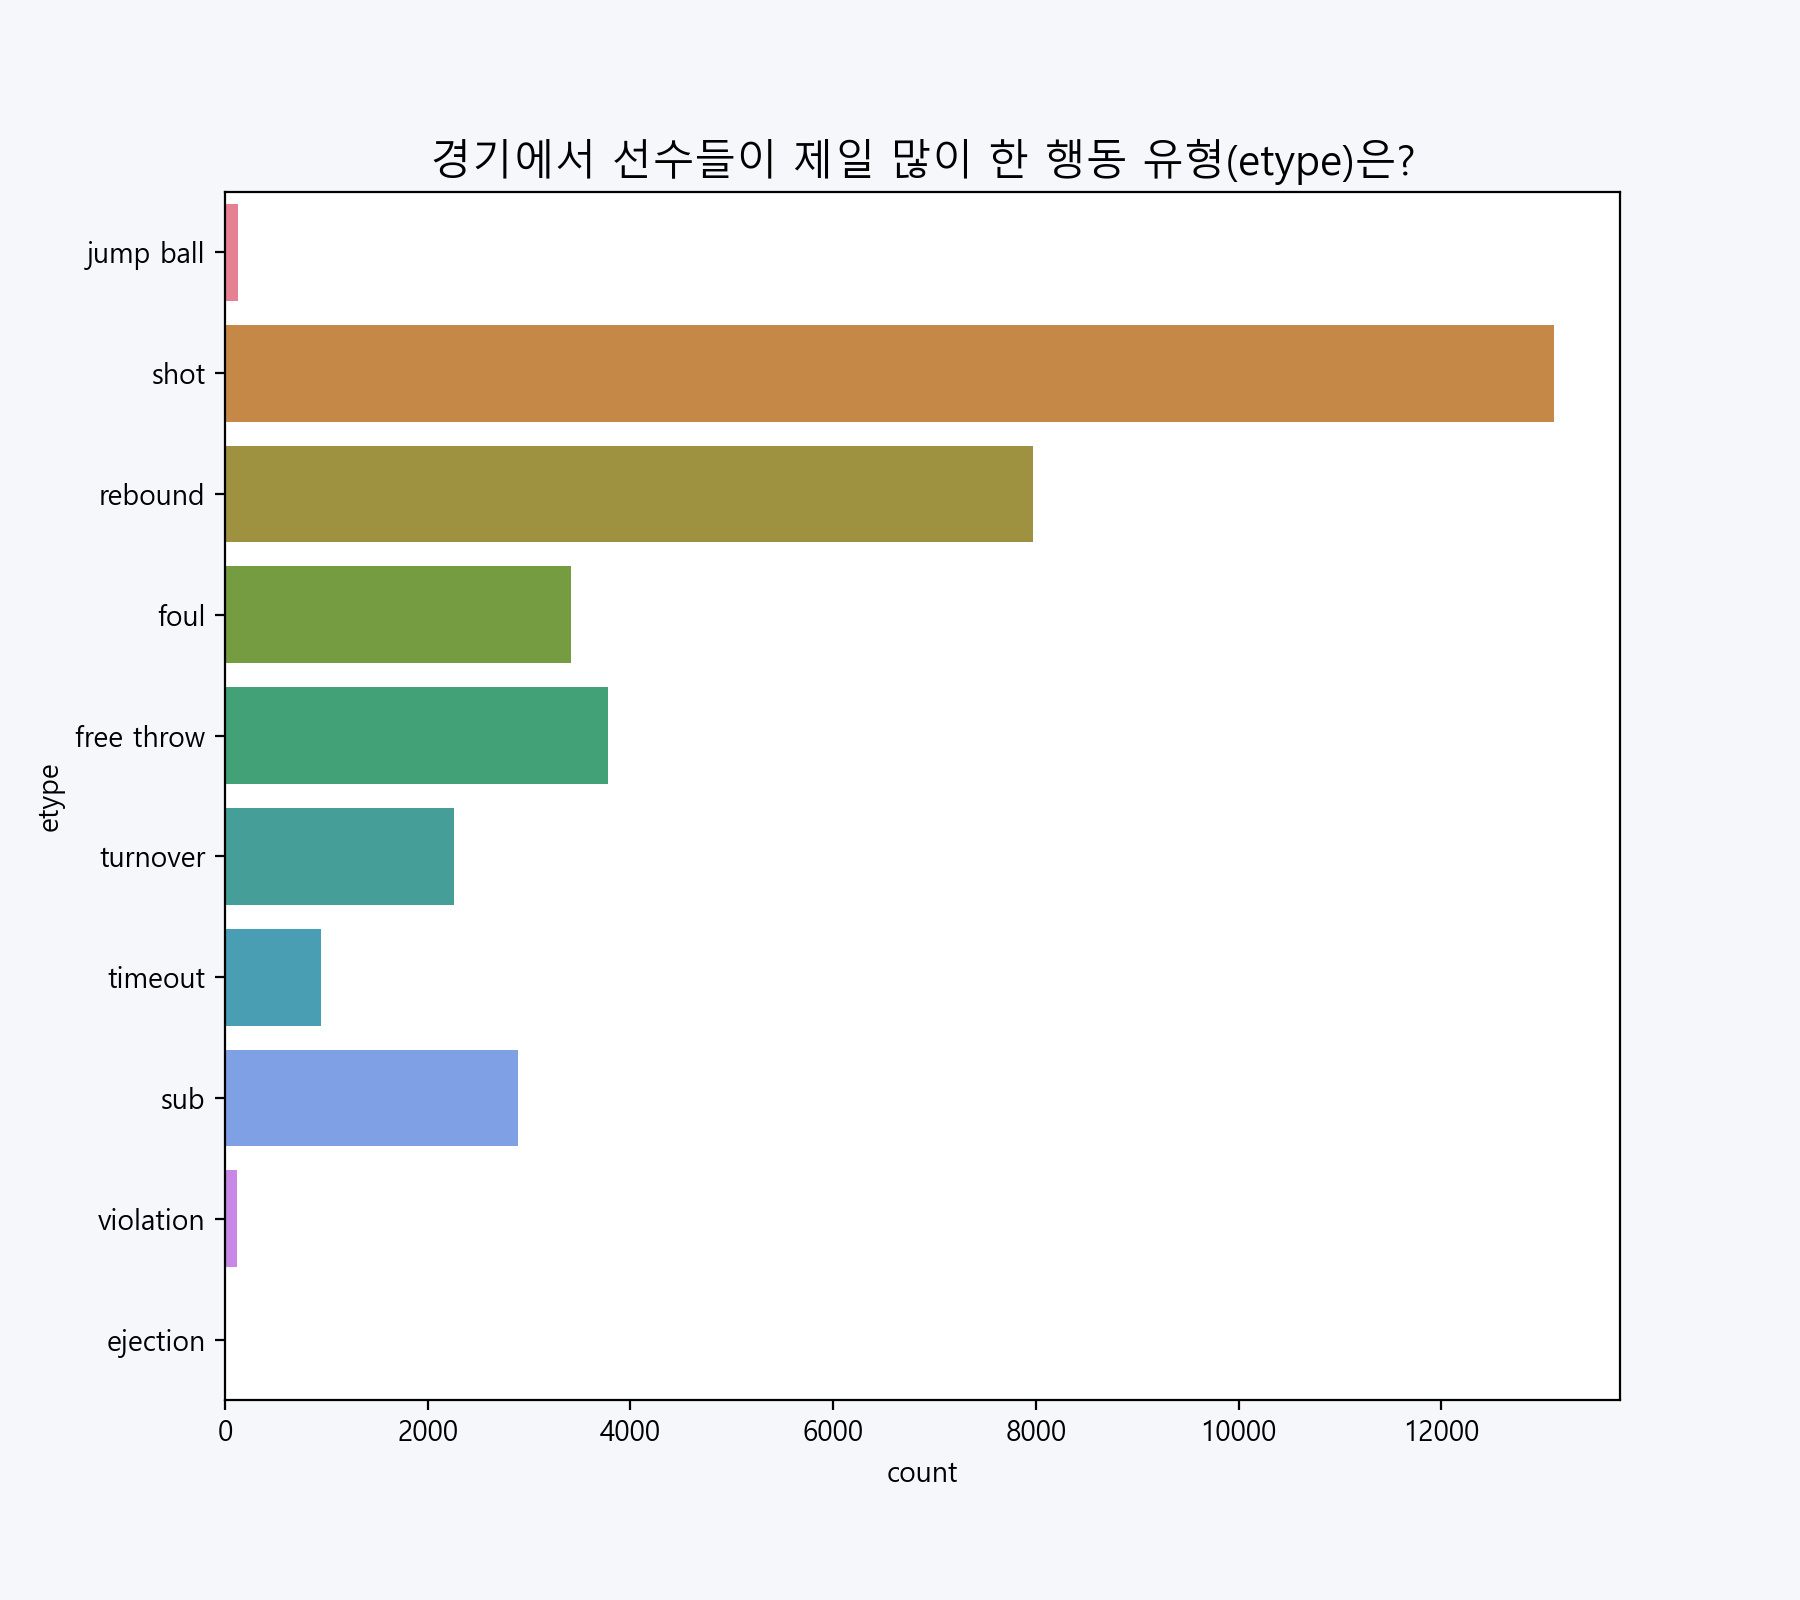 경기에서 선수들이 제일 많이 한 행동 유형(etype)은?
jump ball
shot
rebound
foul
free throw
turnover
timeout
sub
violation
ejection
etype
0 2000 4000 6000 8000 10000 12000
count